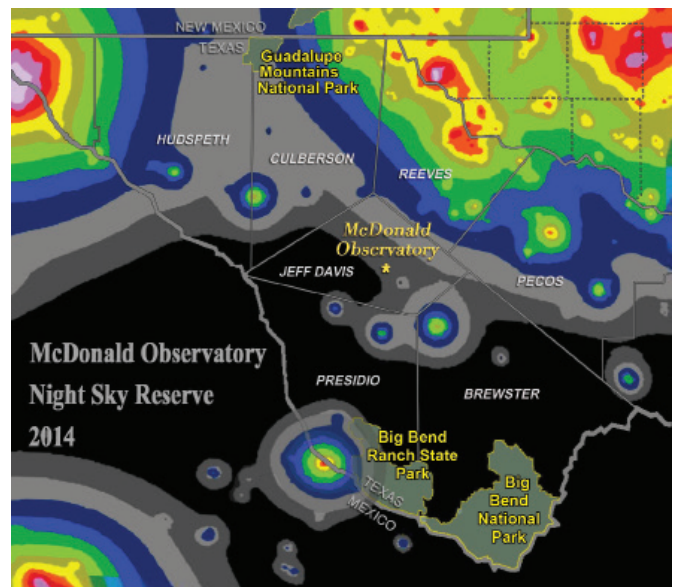 NEW MEXICO
TEXAS
Guadalupe
Mountains
National Park
HUDSPETH
CULBERSON
REEVES
McDonald
Observatory
JEFF DAVIS
PECOS
McDonald Observatory
Night Sky Reserve
2014
PRESIDIO
BREWSTER
Big Bend
Ranch State
Park
TEXAS
MEXICO
Big
Bend
National
Park